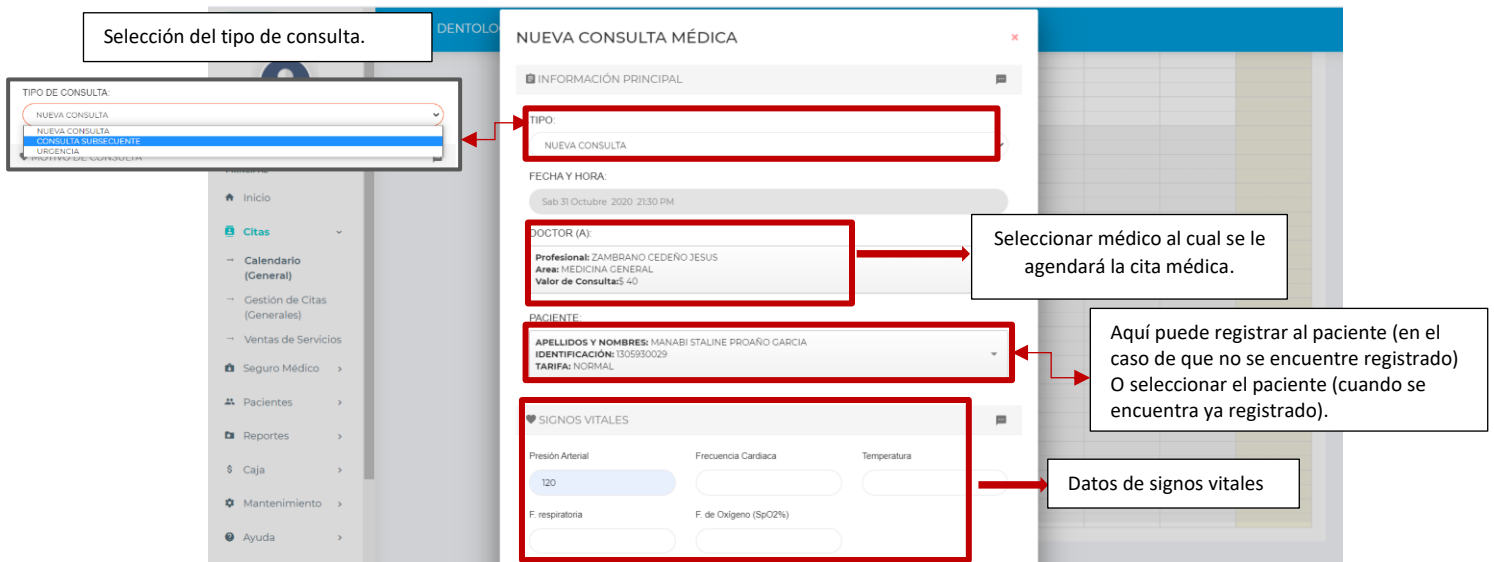 Selección del tipo de consulta.
DENTOLO
NUEVA CONSULTA MÉDICA
×
INFORMACIÓN PRINCIPAL
TIPO DE CONSULTA:
NUEVA CONSULTA
NUEVA CONSULTA
CONSULTA SUBSECUENTE
URGENCIA
MOTIVO DE CONSULTA
Inicio
Citas
Calendario
(General)
Gestión de Citas
(Generales)
Ventas de Servicios
Seguro Médico
Pacientes
Reportes
$ Caja
Mantenimiento
Ayuda
TIPO:
NUEVA CONSULTA
FECHA Y HORA:
Sab 31 Octubre 2020 21:30 PM
DOCTOR (A):
Profesional: ZAMBRANO CEDEÑO JESUS
Area: MEDICINA GENERAL
Valor de Consulta:$ 40
Seleccionar médico al cual se le
agendará la cita médica.
PACIENTE:
APELLIDOS Y NOMBRES: MANABI STALINE PROAÑO GARCIA
IDENTIFICACIÓN: 1305930029
TARIFA: NORMAL
Aquí puede registrar al paciente (en el
caso de que no se encuentre registrado)
O seleccionar el paciente (cuando se
encuentra ya registrado).
SIGNOS VITALES
Presión Arterial
Frecuencia Cardiaca
Temperatura
120
F. respiratoria
F. de Oxígeno (SpO2%)
Datos de signos vitales